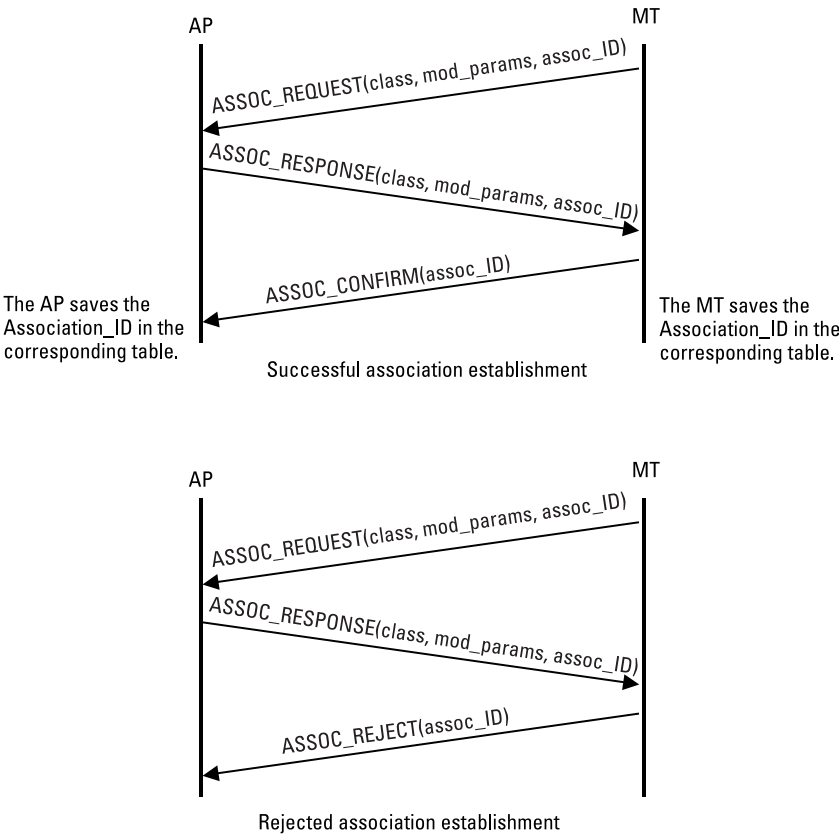 AP
MT
ASSOC_REQUEST(class, mod_params, assoc_ID)
ASSOC_RESPONSE(class, mod_params, assoc_ID)
ASSOC_CONFIRM(assoc_ID)
The AP saves the
Association_ID in the
corresponding table.
The MT saves the
Association_ID in the
corresponding table.
Successful association establishment
AP
MT
ASSOC_REQUEST(class, mod_params, assoc_ID)
ASSOC_RESPONSE(class, mod_params, assoc_ID)
ASSOC_REJECT(assoc_ID)
Rejected association establishment